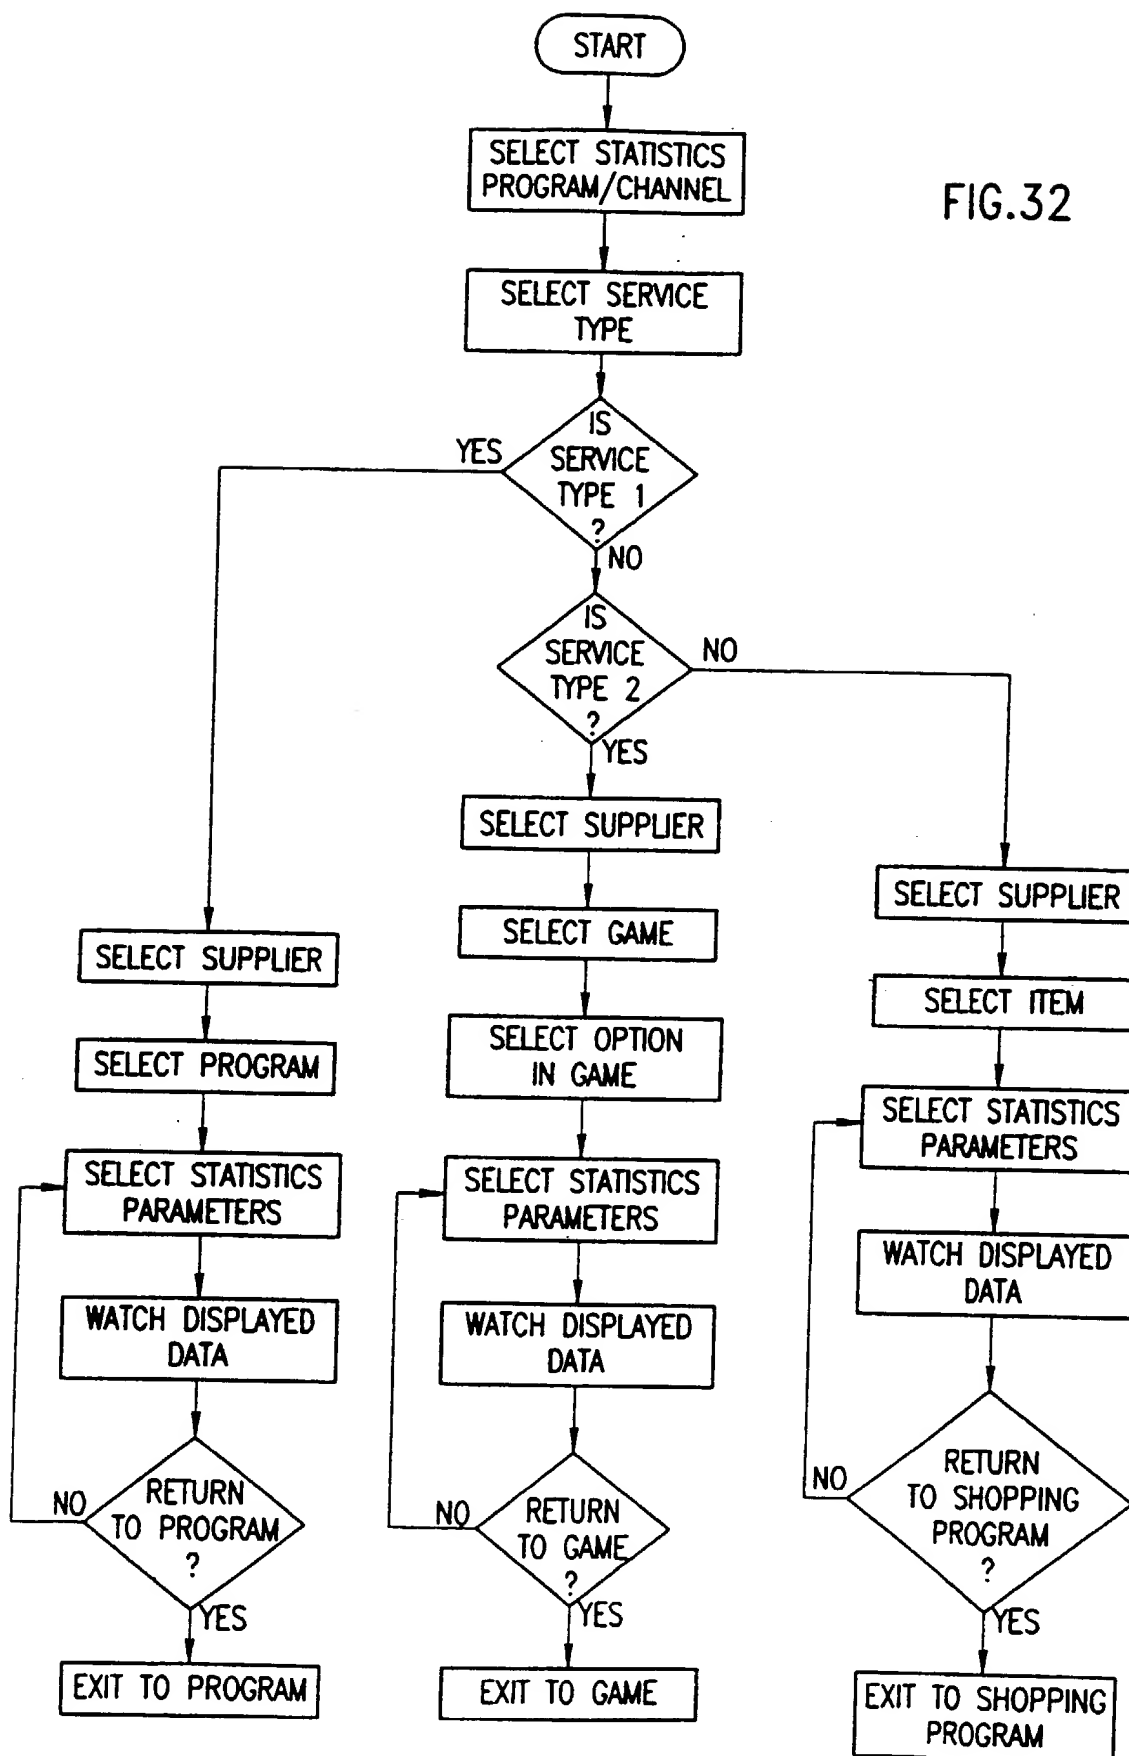 START
SELECT STATISTICS
PROGRAM/CHANNEL
FIG.32
SELECT SERVICE
TYPE
IS
SERVICE
TYPE 1
?
YES
NO
IS
SERVICE
TYPE 2
?
NO
YES
SELECT SUPPLIER
SELECT GAME
SELECT OPTION
IN GAME
SELECT STATISTICS
PARAMETERS
WATCH DISPLAYED
DATA
RETURN
TO GAME
?
NO
YES
EXIT TO GAME
SELECT SUPPLIER
SELECT PROGRAM
SELECT STATISTICS
PARAMETERS
WATCH DISPLAYED
DATA
RETURN
TO PROGRAM
?
NO
YES
EXIT TO PROGRAM
SELECT SUPPLIER
SELECT ITEM
SELECT STATISTICS
PARAMETERS
WATCH DISPLAYED
DATA
RETURN
TO SHOPPING
PROGRAM
?
NO
YES
EXIT TO SHOPPING
PROGRAM